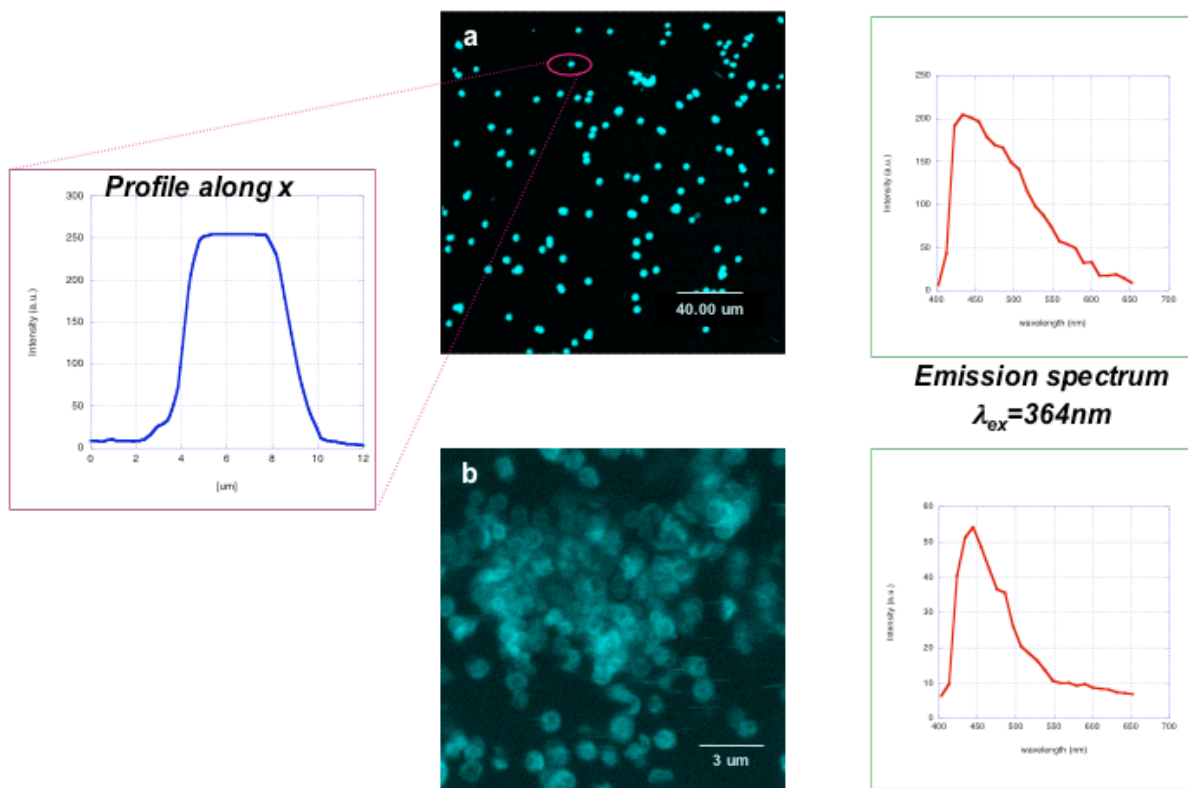 a
40.00 um
Profile along x
300
250
200
150
100
50
0
Intensity (a.u.)
0 2 4 6 8 10 12
[um]
250
200
150
100
50
0
Intensity (a.u.)
400 450 500 550 600 650 700
wavelength (nm)
Emission spectrum
λex=364nm
b
3 um
60
50
40
30
20
10
0
Intensity (a.u.)
400 450 500 550 600 650 700
wavelength (nm)